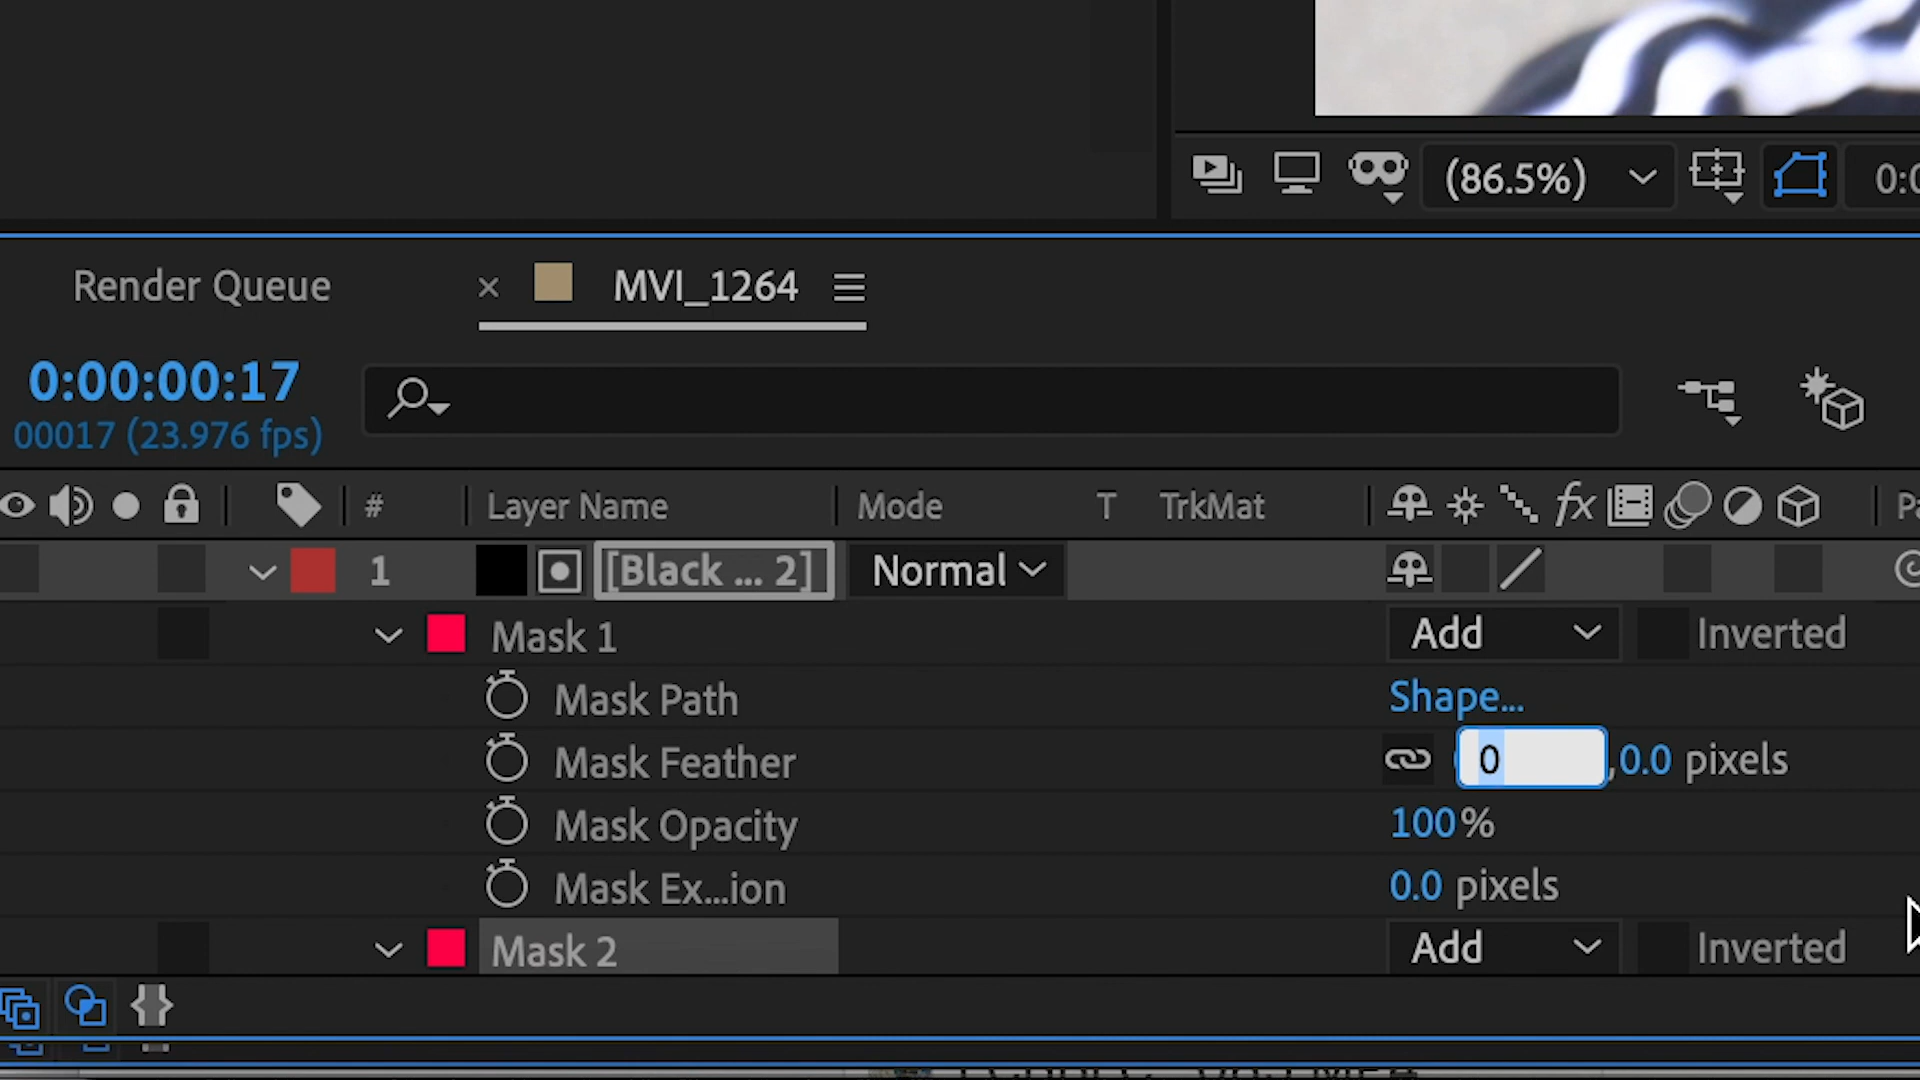 (86.5%)
Render Queue
× MVI_1264
0:00:00:17
00017 (23.976 fps)
# Layer Name Mode T TrkMat fx
1 [Black ... 2] Normal
Mask 1 Add Inverted
Mask Path Shape...
Mask Feather 0 ,0.0 pixels
Mask Opacity 100%
Mask Ex...ion 0.0 pixels
Mask 2 Add Inverted